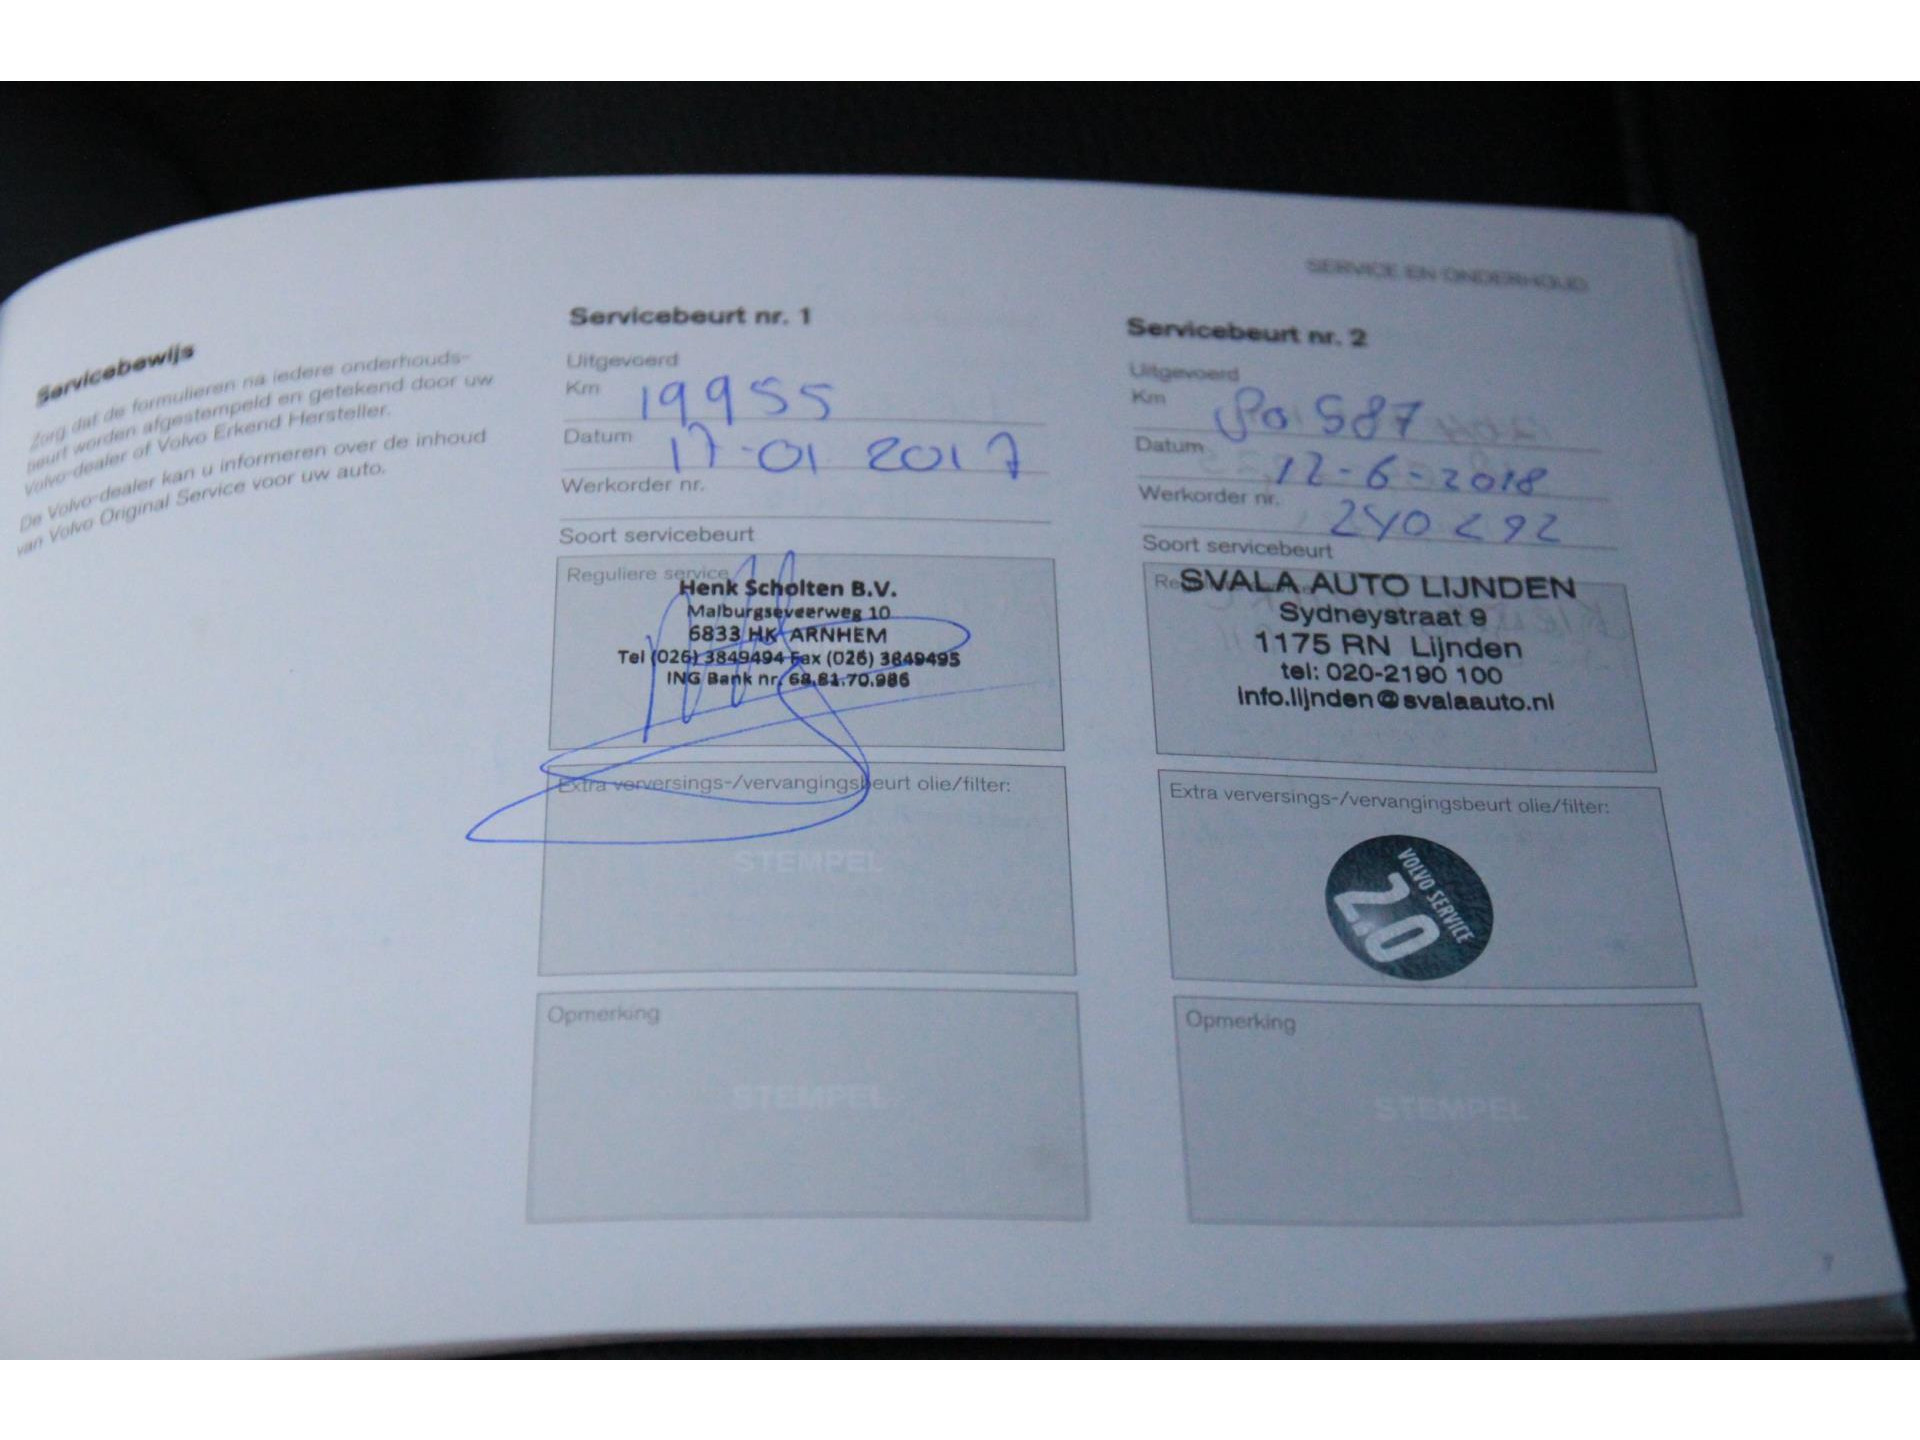 SERVICE EN ONDERHOUD
Servicebewijs
Zorg dat de formulieren na iedere onderhouds-
beurt worden afgestempeld en getekend door uw
Volvo-dealer of Volvo Erkend Hersteller.
De Volvo-dealer kan u informeren over de inhoud
van Volvo Original Service voor uw auto.
Servicebeurt nr. 1
Uitgevoerd
Km 19955
Datum 17-01 2017
Werkorder nr.
Soort servicebeurt
Reguliere service
Henk Scholten B.V.
Malburgseveerweg 10
6833 HK ARNHEM
Tel (026) 3849494 Fax (026) 3849495
ING Bank nr. 68.81.70.986
Extra verversings-/vervangingsbeurt olie/filter:
STEMPEL
Opmerking
STEMPEL
Servicebeurt nr. 2
Uitgevoerd
Km
Datum 12-6-2018
Werkorder nr. 240292
Soort servicebeurt
SVALA AUTO LIJNDEN
Sydneystraat 9
1175 RN Lijnden
tel: 020-2190 100
info.lijnden@svalaauto.nl
Extra verversings-/vervangingsbeurt olie/filter:
VOLVO SERVICE
2.0
Opmerking
STEMPEL
7